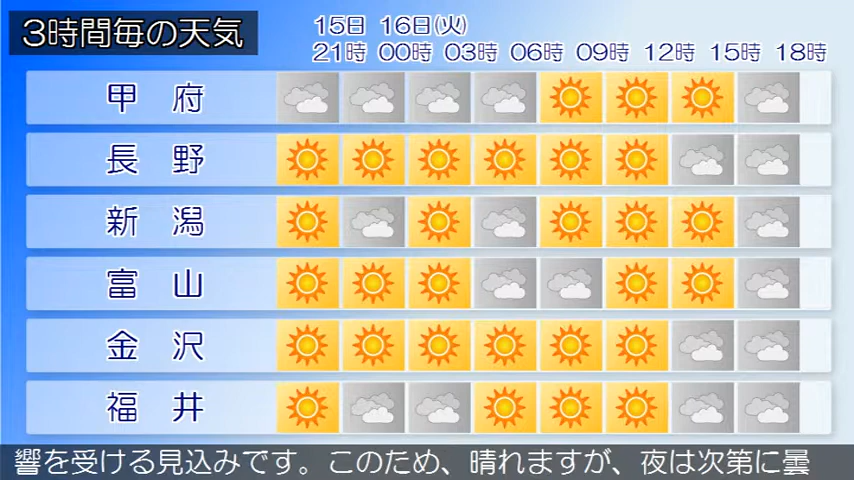 3時間毎の天気
15日 16日(火)
21時 00時 03時 06時 09時 12時 15時 18時
甲府
長野
新潟
富山
金沢
福井
響を受ける見込みです。このため、晴れますが、夜は次第に曇